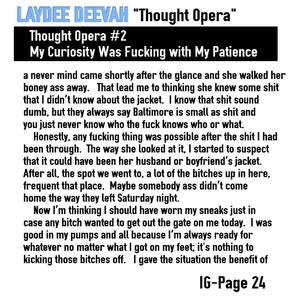 LAYDEE DEEVAH "Thought Opera"
Thought Opera #2
My Curiosity Was Fucking with My Patience
a never mind came shortly after the glance and she walked her
boney ass away. That lead me to thinking she knew some shit
that I didn't know about the jacket. I know that shit sound
dumb, but they always say Baltimore is small as shit and
you just never know who the fuck knows who or what.
Honestly, any fucking thing was possible after the shit I had
been through. The way she looked at it, I started to suspect
that it could have been her husband or boyfriend's jacket.
After all, the spot we went to, a lot of the bitches up in here,
frequent that place. Maybe somebody ass didn't come
home the way they left Saturday night.
Now I'm thinking I should have worn my sneaks just in
case any bitch wanted to get out the gate on me today. I was
good in my pumps and all because I'm always ready for
whatever no matter what I got on my feet; it's nothing to
kicking those bitches off. I gave the situation the benefit of
IG-Page 24